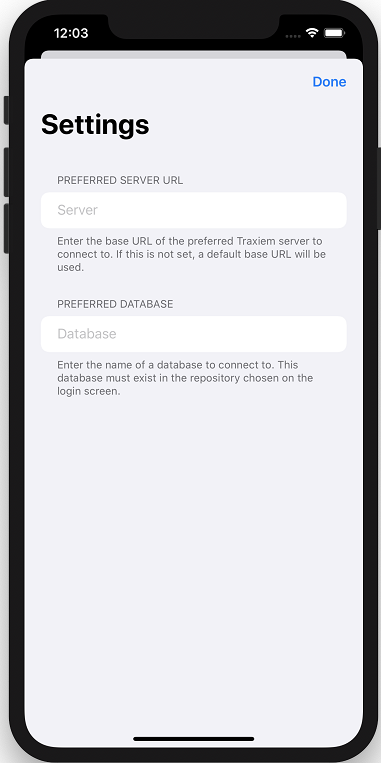 12:03
Done
Settings
PREFERRED SERVER URL
Server
Enter the base URL of the preferred Traxiem server to
connect to. If this is not set, a default base URL will be
used.
PREFERRED DATABASE
Database
Enter the name of a database to connect to. This
database must exist in the repository chosen on the
login screen.